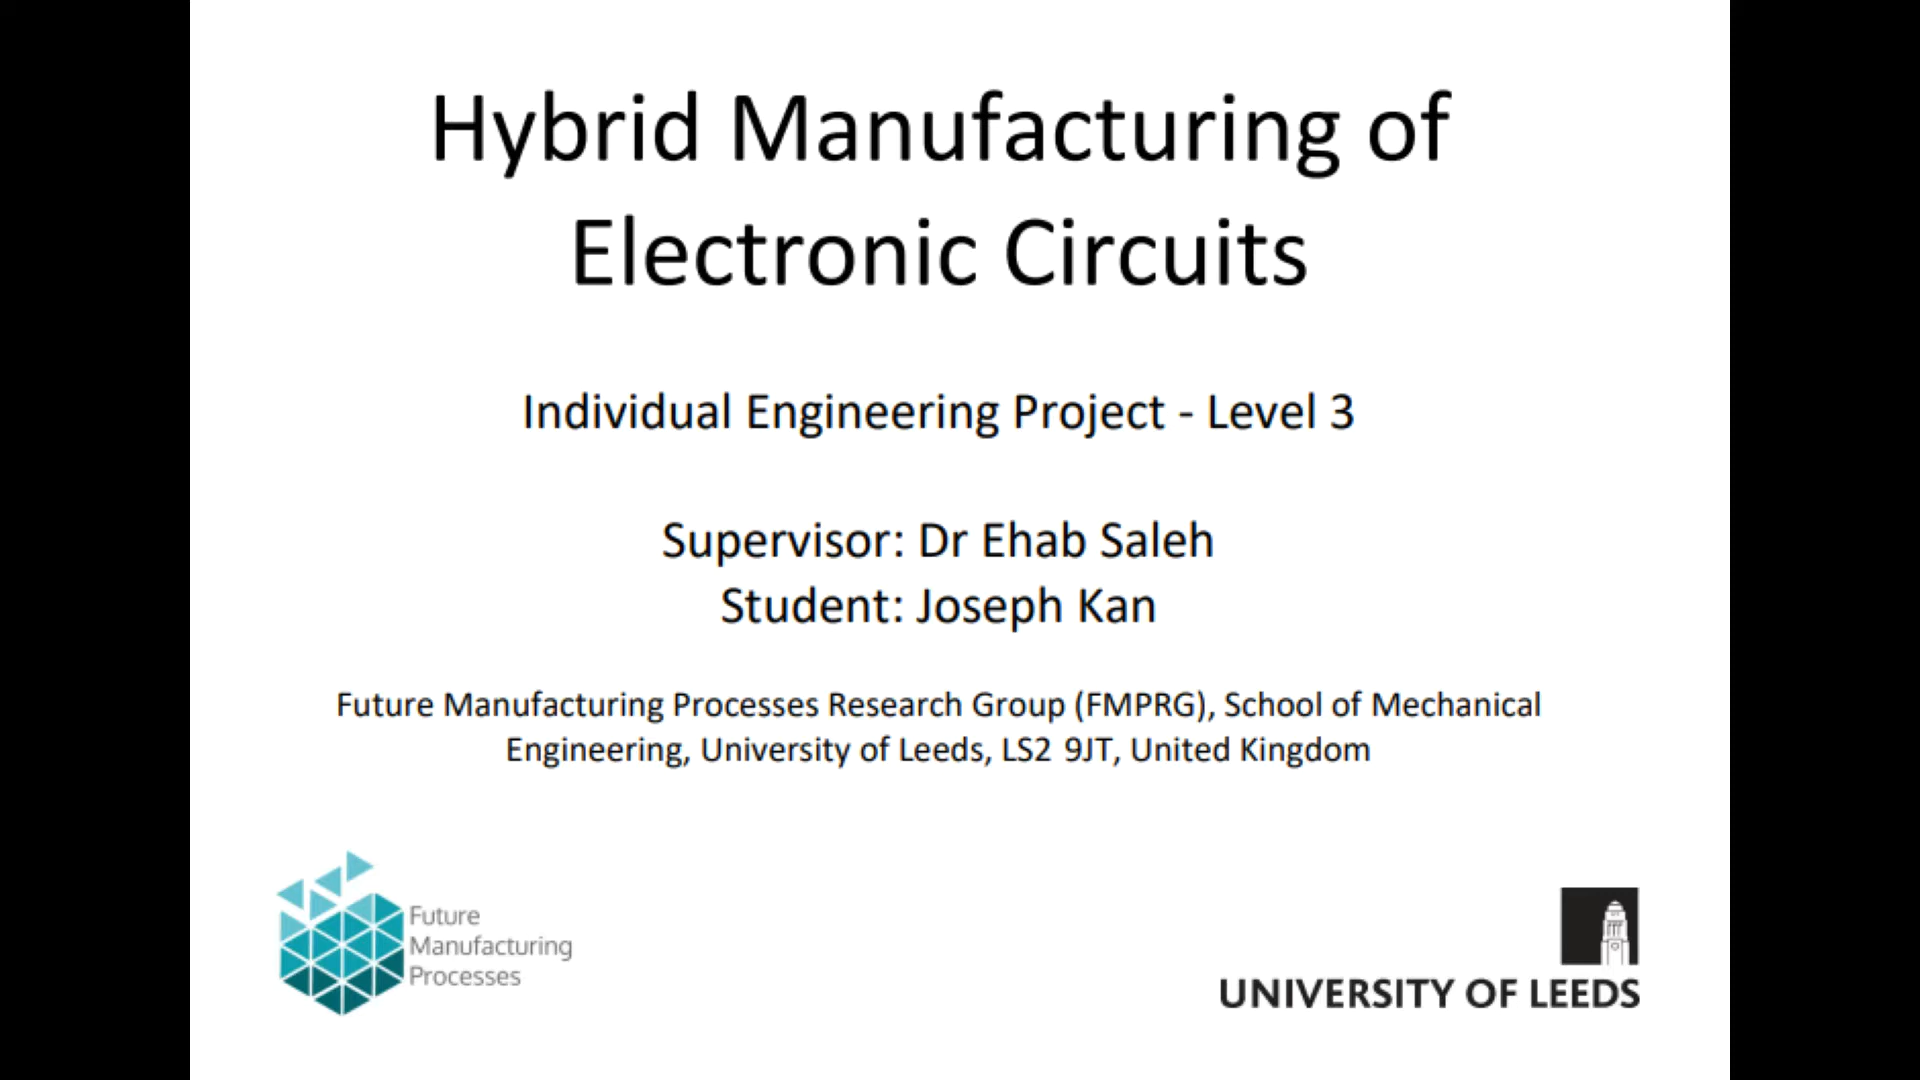 Hybrid Manufacturing of
Electronic Circuits
Individual Engineering Project - Level 3
Supervisor: Dr Ehab Saleh
Student: Joseph Kan
Future Manufacturing Processes Research Group (FMPRG), School of Mechanical
Engineering, University of Leeds, LS2 9JT, United Kingdom
Future
Manufacturing
Processes
UNIVERSITY OF LEEDS